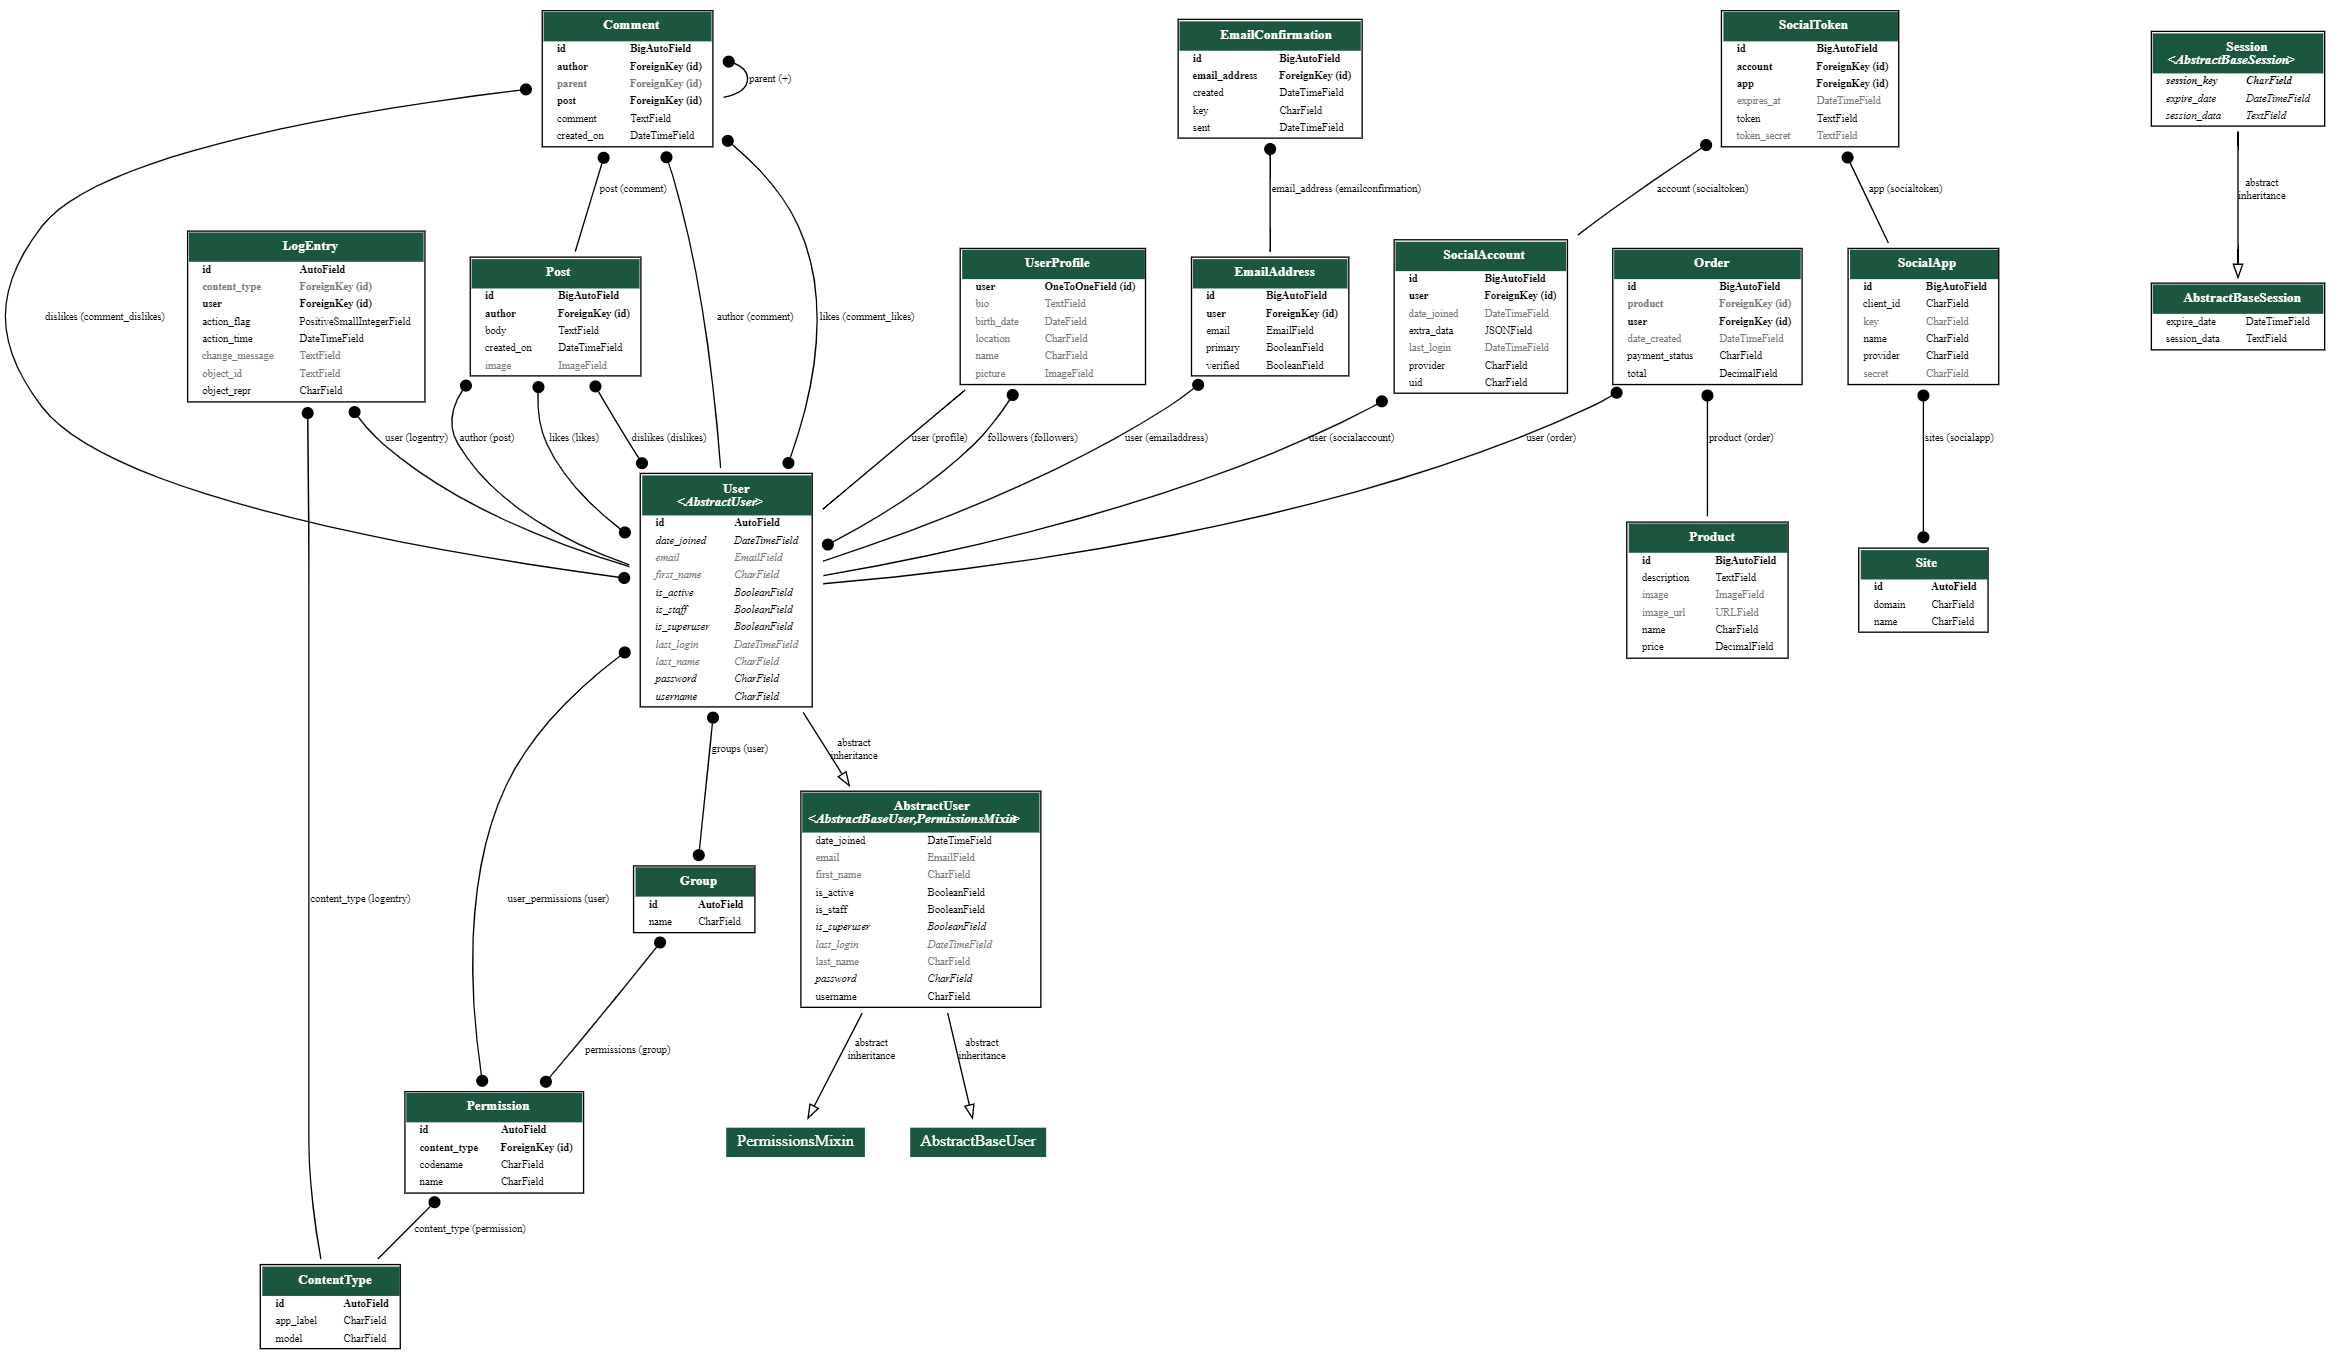 Comment
id BigAutoField
author ForeignKey (id)
parent ForeignKey (id)
post ForeignKey (id)
comment TextField
created_on DateTimeField
parent (+)
EmailConfirmation
id BigAutoField
email_address ForeignKey (id)
created DateTimeField
key CharField
sent DateTimeField
SocialToken
id BigAutoField
account ForeignKey (id)
app ForeignKey (id)
expires_at DateTimeField
token TextField
token_secret TextField
Session
<AbstractBaseSession>
session_key CharField
expire_date DateTimeField
session_data TextField
post (comment)
email_address (emailconfirmation)
account (socialtoken)
app (socialtoken)
abstract
inheritance
LogEntry
id AutoField
content_type ForeignKey (id)
user ForeignKey (id)
action_flag PositiveSmallIntegerField
action_time DateTimeField
change_message TextField
object_id TextField
object_repr CharField
Post
id BigAutoField
author ForeignKey (id)
body TextField
created_on DateTimeField
image ImageField
UserProfile
user OneToOneField (id)
bio TextField
birth_date DateField
location CharField
name CharField
picture ImageField
EmailAddress
id BigAutoField
user ForeignKey (id)
email EmailField
primary BooleanField
verified BooleanField
SocialAccount
id BigAutoField
user ForeignKey (id)
date_joined DateTimeField
extra_data JSONField
last_login DateTimeField
provider CharField
uid CharField
Order
id BigAutoField
product ForeignKey (id)
user ForeignKey (id)
date_created DateTimeField
payment_status CharField
total DecimalField
SocialApp
id BigAutoField
client_id CharField
key CharField
name CharField
provider CharField
secret CharField
AbstractBaseSession
expire_date DateTimeField
session_data TextField
dislikes (comment_dislikes)
author (comment)
likes (comment_likes)
user (logentry)
author (post)
likes (likes)
dislikes (dislikes)
user (profile)
followers (followers)
user (emailaddress)
user (socialaccount)
user (order)
product (order)
sites (socialapp)
User
<AbstractUser>
id AutoField
date_joined DateTimeField
email EmailField
first_name CharField
is_active BooleanField
is_staff BooleanField
is_superuser BooleanField
last_login DateTimeField
last_name CharField
password CharField
username CharField
Product
id BigAutoField
description TextField
image ImageField
image_url URLField
name CharField
price DecimalField
Site
id AutoField
domain CharField
name CharField
groups (user)
abstract
inheritance
AbstractUser
<AbstractBaseUser,PermissionsMixin>
date_joined DateTimeField
email EmailField
first_name CharField
is_active BooleanField
is_staff BooleanField
is_superuser BooleanField
last_login DateTimeField
last_name CharField
password CharField
username CharField
content_type (logentry)
user_permissions (user)
Group
id AutoField
name CharField
permissions (group)
abstract
inheritance
abstract
inheritance
Permission
id AutoField
content_type ForeignKey (id)
codename CharField
name CharField
PermissionsMixin
AbstractBaseUser
content_type (permission)
ContentType
id AutoField
app_label CharField
model CharField